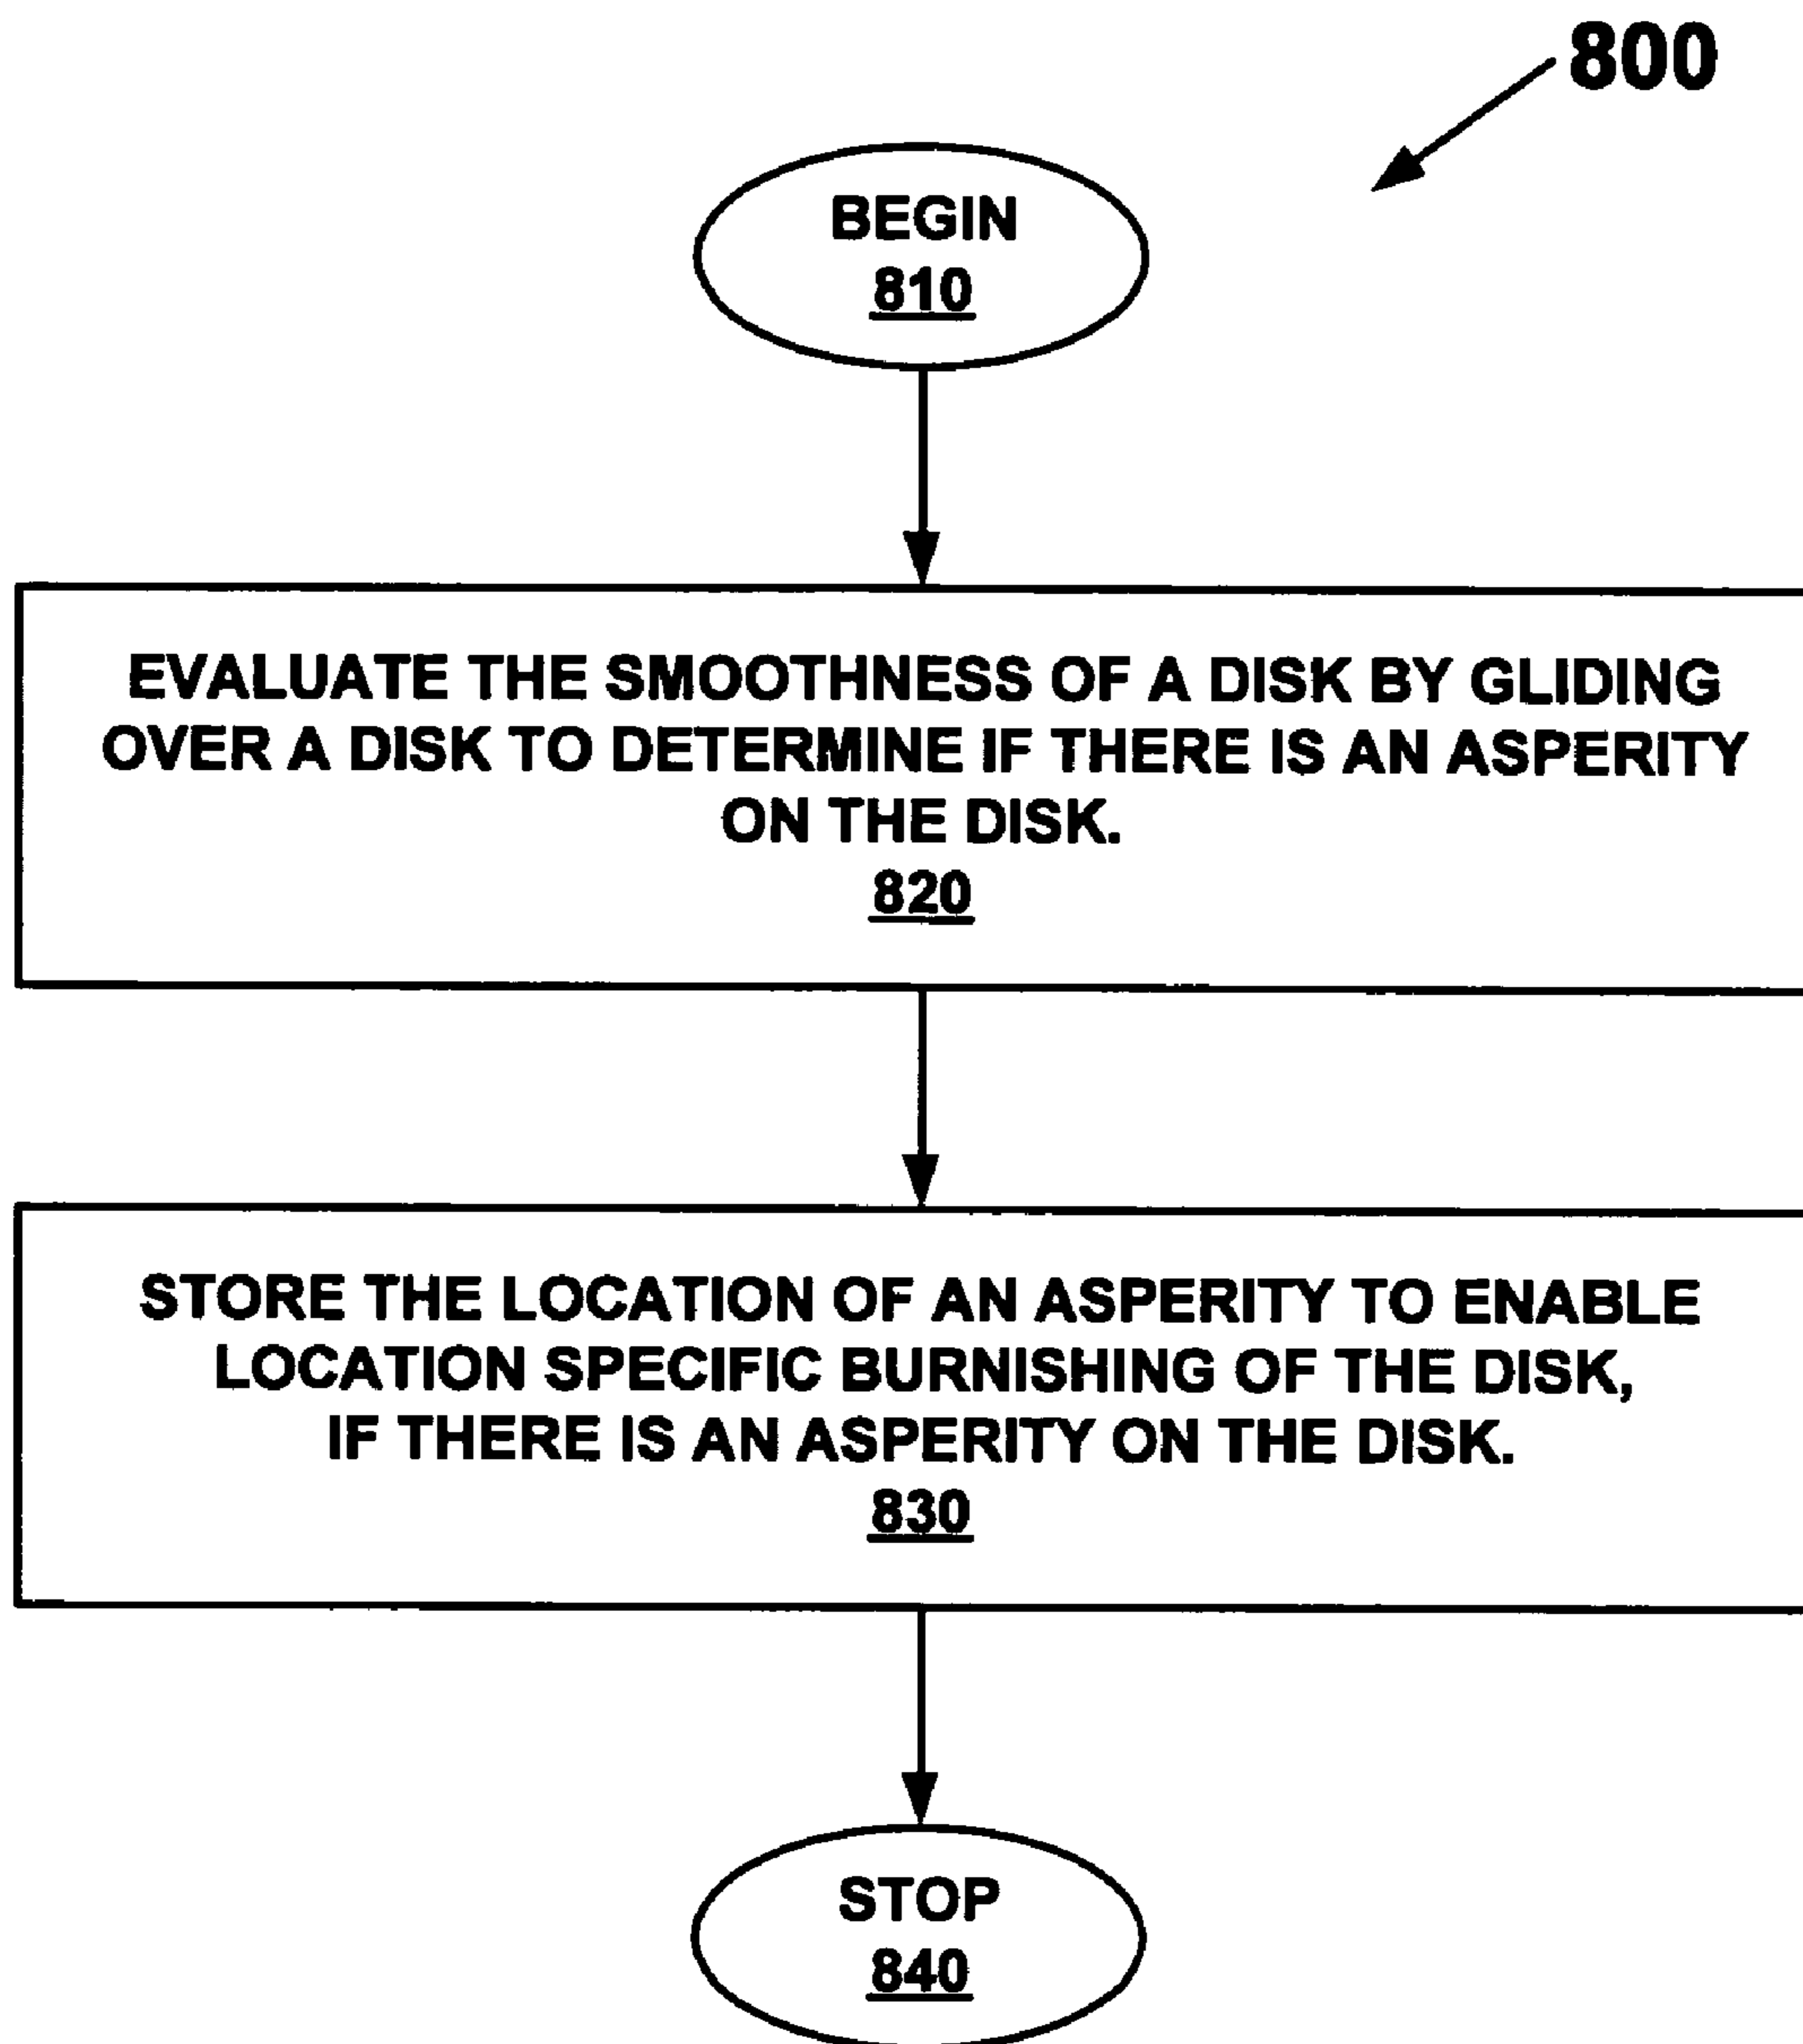 800
BEGIN
810
EVALUATE THE SMOOTHNESS OF A DISK BY GLIDING
OVER A DISK TO DETERMINE IF THERE IS AN ASPERITY
ON THE DISK.
820
STORE THE LOCATION OF AN ASPERITY TO ENABLE
LOCATION SPECIFIC BURNISHING OF THE DISK,
IF THERE IS AN ASPERITY ON THE DISK.
830
STOP
840